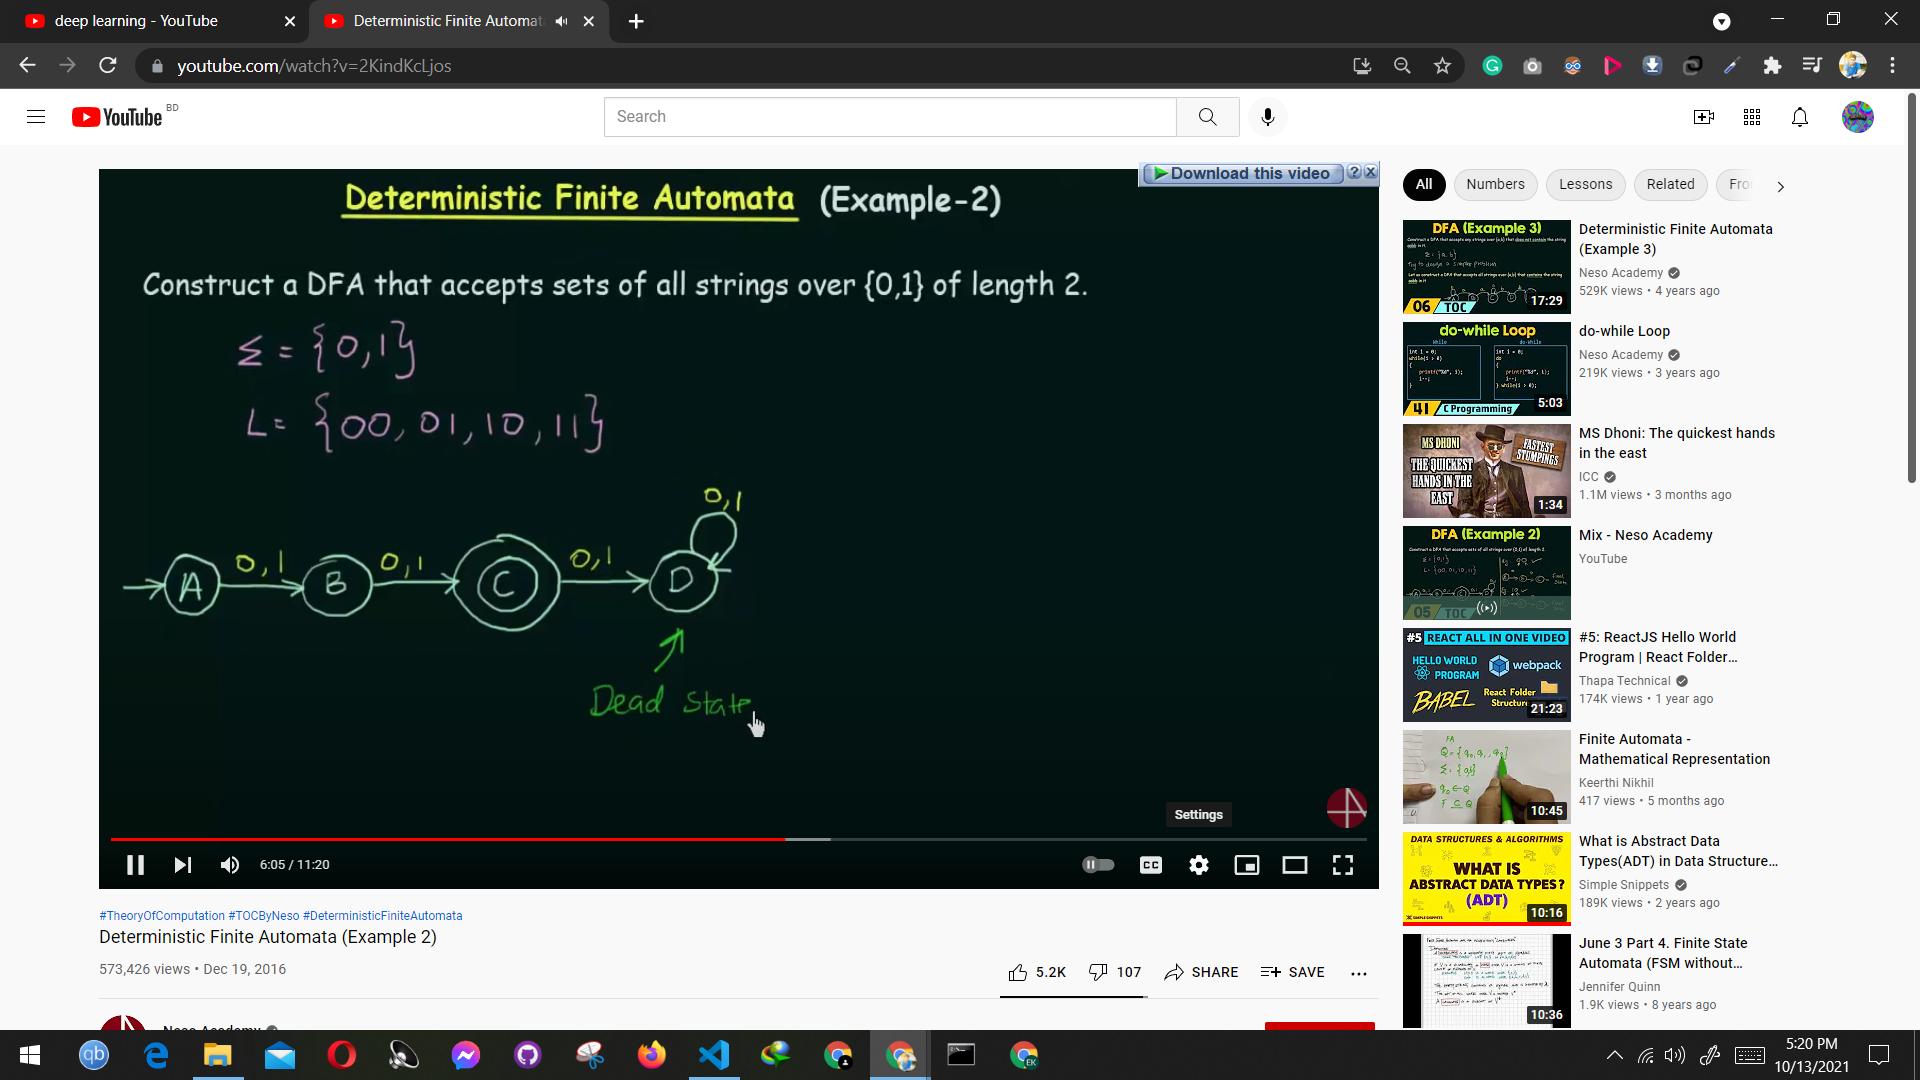 deep learning - YouTube
Deterministic Finite Automat
youtube.com/watch?v=2KindKcLjos
YouTube BD
Search
Download this video
Deterministic Finite Automata (Example-2)
Construct a DFA that accepts sets of all strings over {0,1} of length 2.
Σ = {0,1}
L = {00, 01, 10, 11}
0,1
0,1 0,1 0,1
A B C D
Dead State
Settings
6:05 / 11:20
CC
#TheoryOfComputation #TOCByNeso #DeterministicFiniteAutomata
Deterministic Finite Automata (Example 2)
573,426 views • Dec 19, 2016
5.2K 107 SHARE SAVE
Neso Academy
All Numbers Lessons Related Fro
DFA (Example 3)
06 TOC 17:29
Deterministic Finite Automata
(Example 3)
Neso Academy
529K views • 4 years ago
do-while Loop
41 C Programming 5:03
do-while Loop
Neso Academy
219K views • 3 years ago
MS DHONI
THE QUICKEST
HANDS IN THE
EAST
FASTEST
STUMPINGS
1:34
MS Dhoni: The quickest hands
in the east
ICC
1.1M views • 3 months ago
DFA (Example 2)
05 TOC
Mix - Neso Academy
YouTube
#5 REACT ALL IN ONE VIDEO
HELLO WORLD
PROGRAM
webpack
BABEL
React Folder
Structure
21:23
#5: ReactJS Hello World
Program | React Folder...
Thapa Technical
174K views • 1 year ago
FA
10:45
Finite Automata -
Mathematical Representation
Keerthi Nikhil
417 views • 5 months ago
DATA STRUCTURES & ALGORITHMS
WHAT IS
ABSTRACT DATA TYPES?
(ADT)
10:16
What is Abstract Data
Types(ADT) in Data Structure...
Simple Snippets
189K views • 2 years ago
10:36
June 3 Part 4. Finite State
Automata (FSM without...
Jennifer Quinn
1.9K views • 8 years ago
qb
EK
5:20 PM
10/13/2021